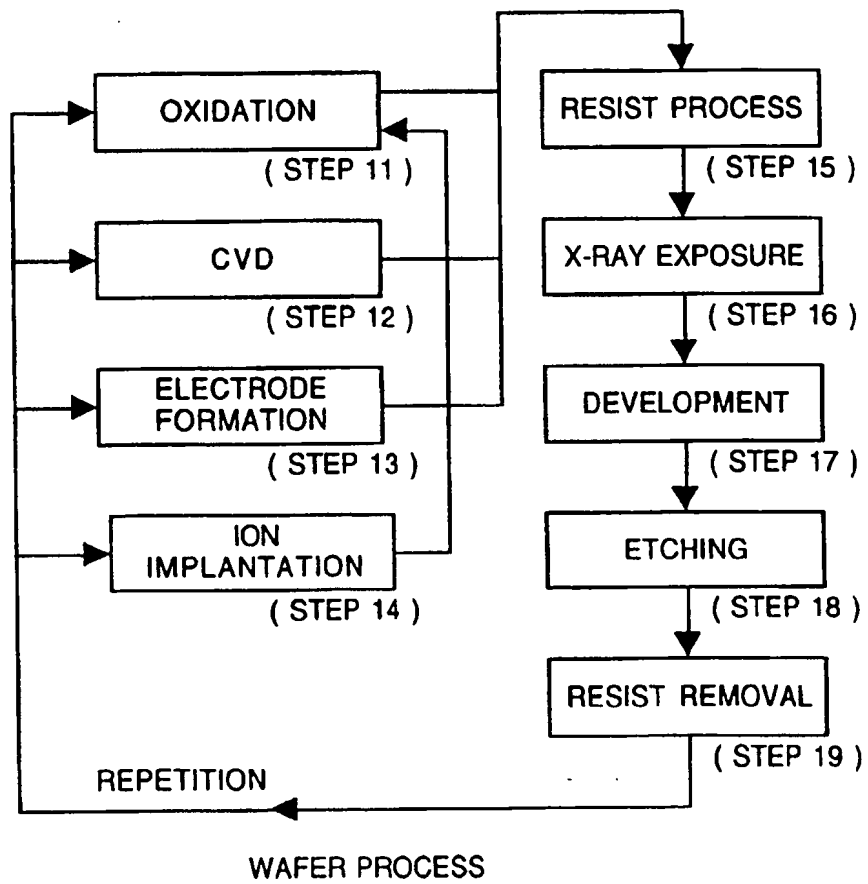 OXIDATION
( STEP 11 )
CVD
( STEP 12 )
ELECTRODE
FORMATION
( STEP 13 )
ION
IMPLANTATION
( STEP 14 )
RESIST PROCESS
( STEP 15 )
X-RAY EXPOSURE
( STEP 16 )
DEVELOPMENT
( STEP 17 )
ETCHING
( STEP 18 )
RESIST REMOVAL
( STEP 19 )
REPETITION
WAFER PROCESS